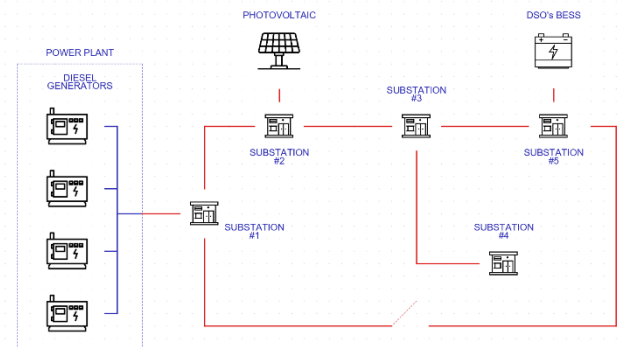 PHOTOVOLTAIC
DSO's BESS
POWER PLANT
DIESEL
GENERATORS
SUBSTATION
#3
SUBSTATION
#2
SUBSTATION
#5
SUBSTATION
#1
SUBSTATION
#4